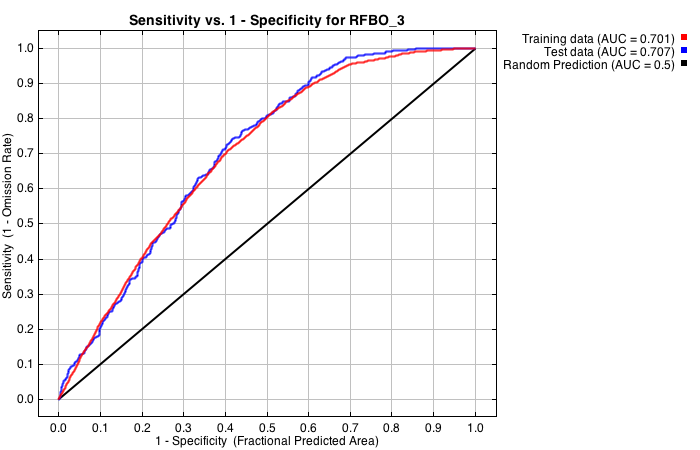 Sensitivity vs. 1 - Specificity for RFBO_3
Training data (AUC = 0.701)
Test data (AUC = 0.707)
Random Prediction (AUC = 0.5)
Sensitivity (1 - Omission Rate)
1.0
0.9
0.8
0.7
0.6
0.5
0.4
0.3
0.2
0.1
0.0
0.0 0.1 0.2 0.3 0.4 0.5 0.6 0.7 0.8 0.9 1.0
1 - Specificity (Fractional Predicted Area)